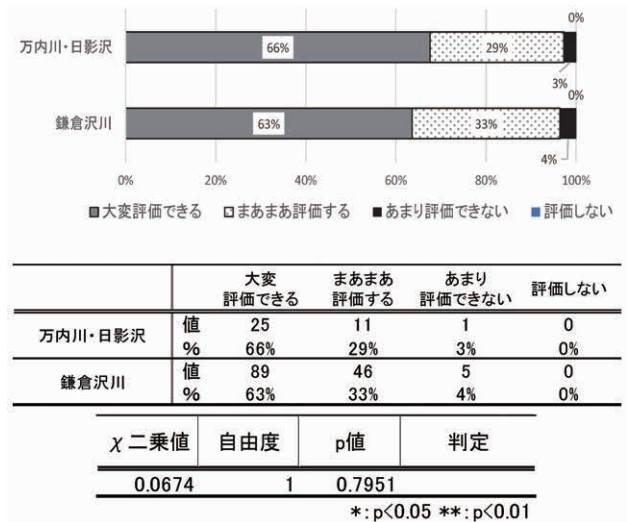 0%
万内川・日影沢 66% 29%
3%
0%
鎌倉沢川 63% 33%
4%
0% 20% 40% 60% 80% 100%
大変評価できる まあまあ評価する あまり評価できない 評価しない
大変 まあまあ あまり
評価できる 評価する 評価できない 評価しない
万内川・日影沢 値 25 11 1 0
% 66% 29% 3% 0%
鎌倉沢川 値 89 46 5 0
% 63% 33% 4% 0%
χ二乗値 自由度 p値 判定
0.0674 1 0.7951
*:p<0.05 **:p<0.01